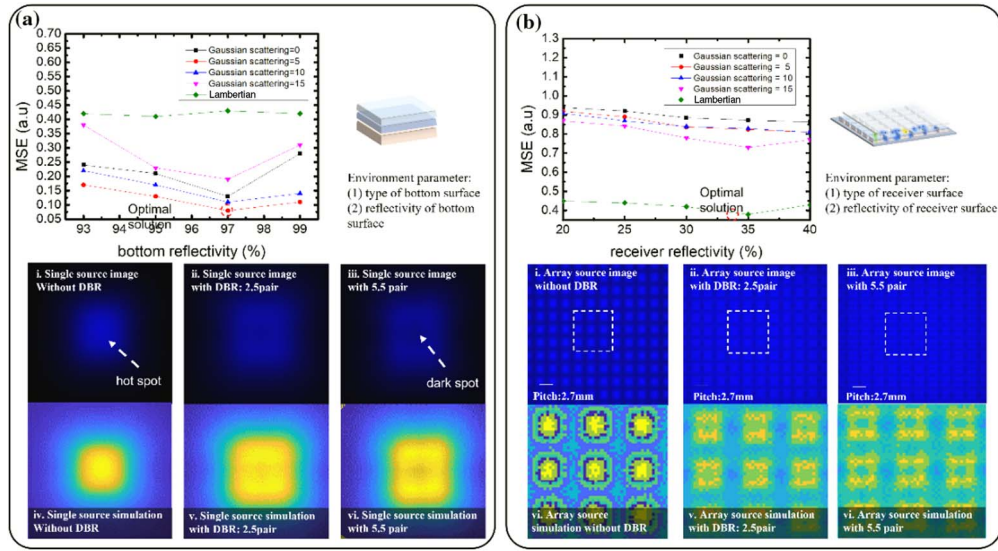 (a)
0.70
0.65
0.60
0.55
0.50
0.45
0.40
0.35
0.30
0.25
0.20
0.15
0.10
0.05
MSE (a.u)
Gaussian scattering=0
Gaussian scattering=5
Gaussian scattering=10
Gaussian scattering=15
Lambertian
Optimal
solution
93 94 95 96 97 98 99
bottom reflectivity (%)
Environment parameter:
(1) type of bottom surface
(2) reflectivity of bottom
surface
i. Single source image
Without DBR
hot spot
ii. Single source image
with DBR: 2.5pair
iii. Single source image
with 5.5 pair
dark spot
iv. Single source simulation
Without DBR
v. Single source simulation
with DBR: 2.5pair
vi. Single source simulation
with 5.5 pair
(b)
1.3
1.2
1.1
1.0
0.9
0.8
0.7
0.6
0.5
0.4
MSE (a.u)
Gaussian scattering = 0
Gaussian scattering = 5
Gaussian scattering = 10
Gaussian scattering = 15
Lambertian
Optimal
solution
20 25 30 35 40
receiver reflectivity (%)
Environment parameter:
(1) type of receiver surface
(2) reflectivity of receiver surface
i. Array source image
without DBR
Pitch:2.7mm
ii. Array source image
with DBR: 2.5pair
Pitch:2.7mm
iii. Array source image
with 5.5 pair
Pitch:2.7mm
vi. Array source
simulation without DBR
v. Array source simulation
with DBR: 2.5pair
vi. Array source simulation
with 5.5 pair